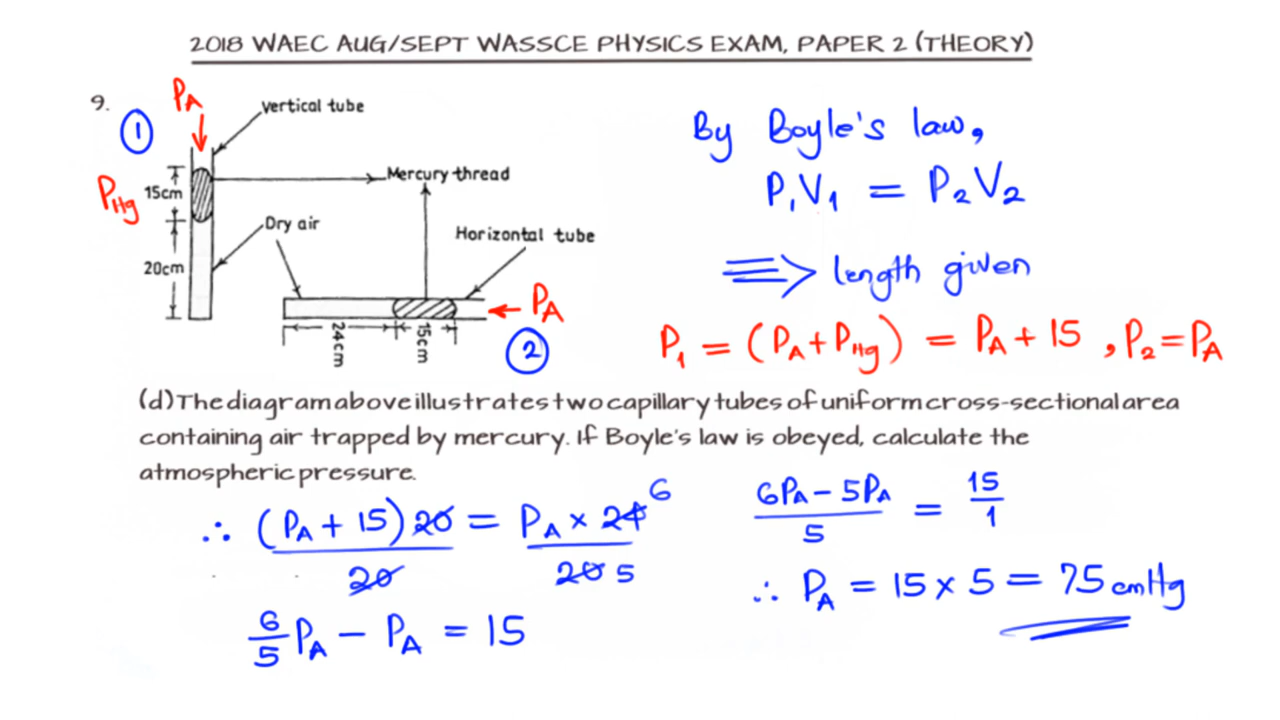 2018 WAEC AUG/SEPT WASSCE PHYSICS EXAM, PAPER 2 (THEORY)
9.
P_A
①
Vertical tube
P_Hg
15cm
Mercury thread
Dry air
20cm
Horizontal tube
P_A
24cm
15cm
②
By Boyle's law,
P₁V₁ = P₂V₂
⟹ length given
P₁ = (P_A + P_Hg) = P_A + 15 , P₂ = P_A
(d) The diagram above illustrates two capillary tubes of uniform cross-sectional area
containing air trapped by mercury. If Boyle's law is obeyed, calculate the
atmospheric pressure.
∴ (P_A + 15) 20 = P_A × 24 6
20 20 5
6/5 P_A − P_A = 15
6P_A − 5P_A / 5 = 15/1
∴ P_A = 15 × 5 = 75 cmHg